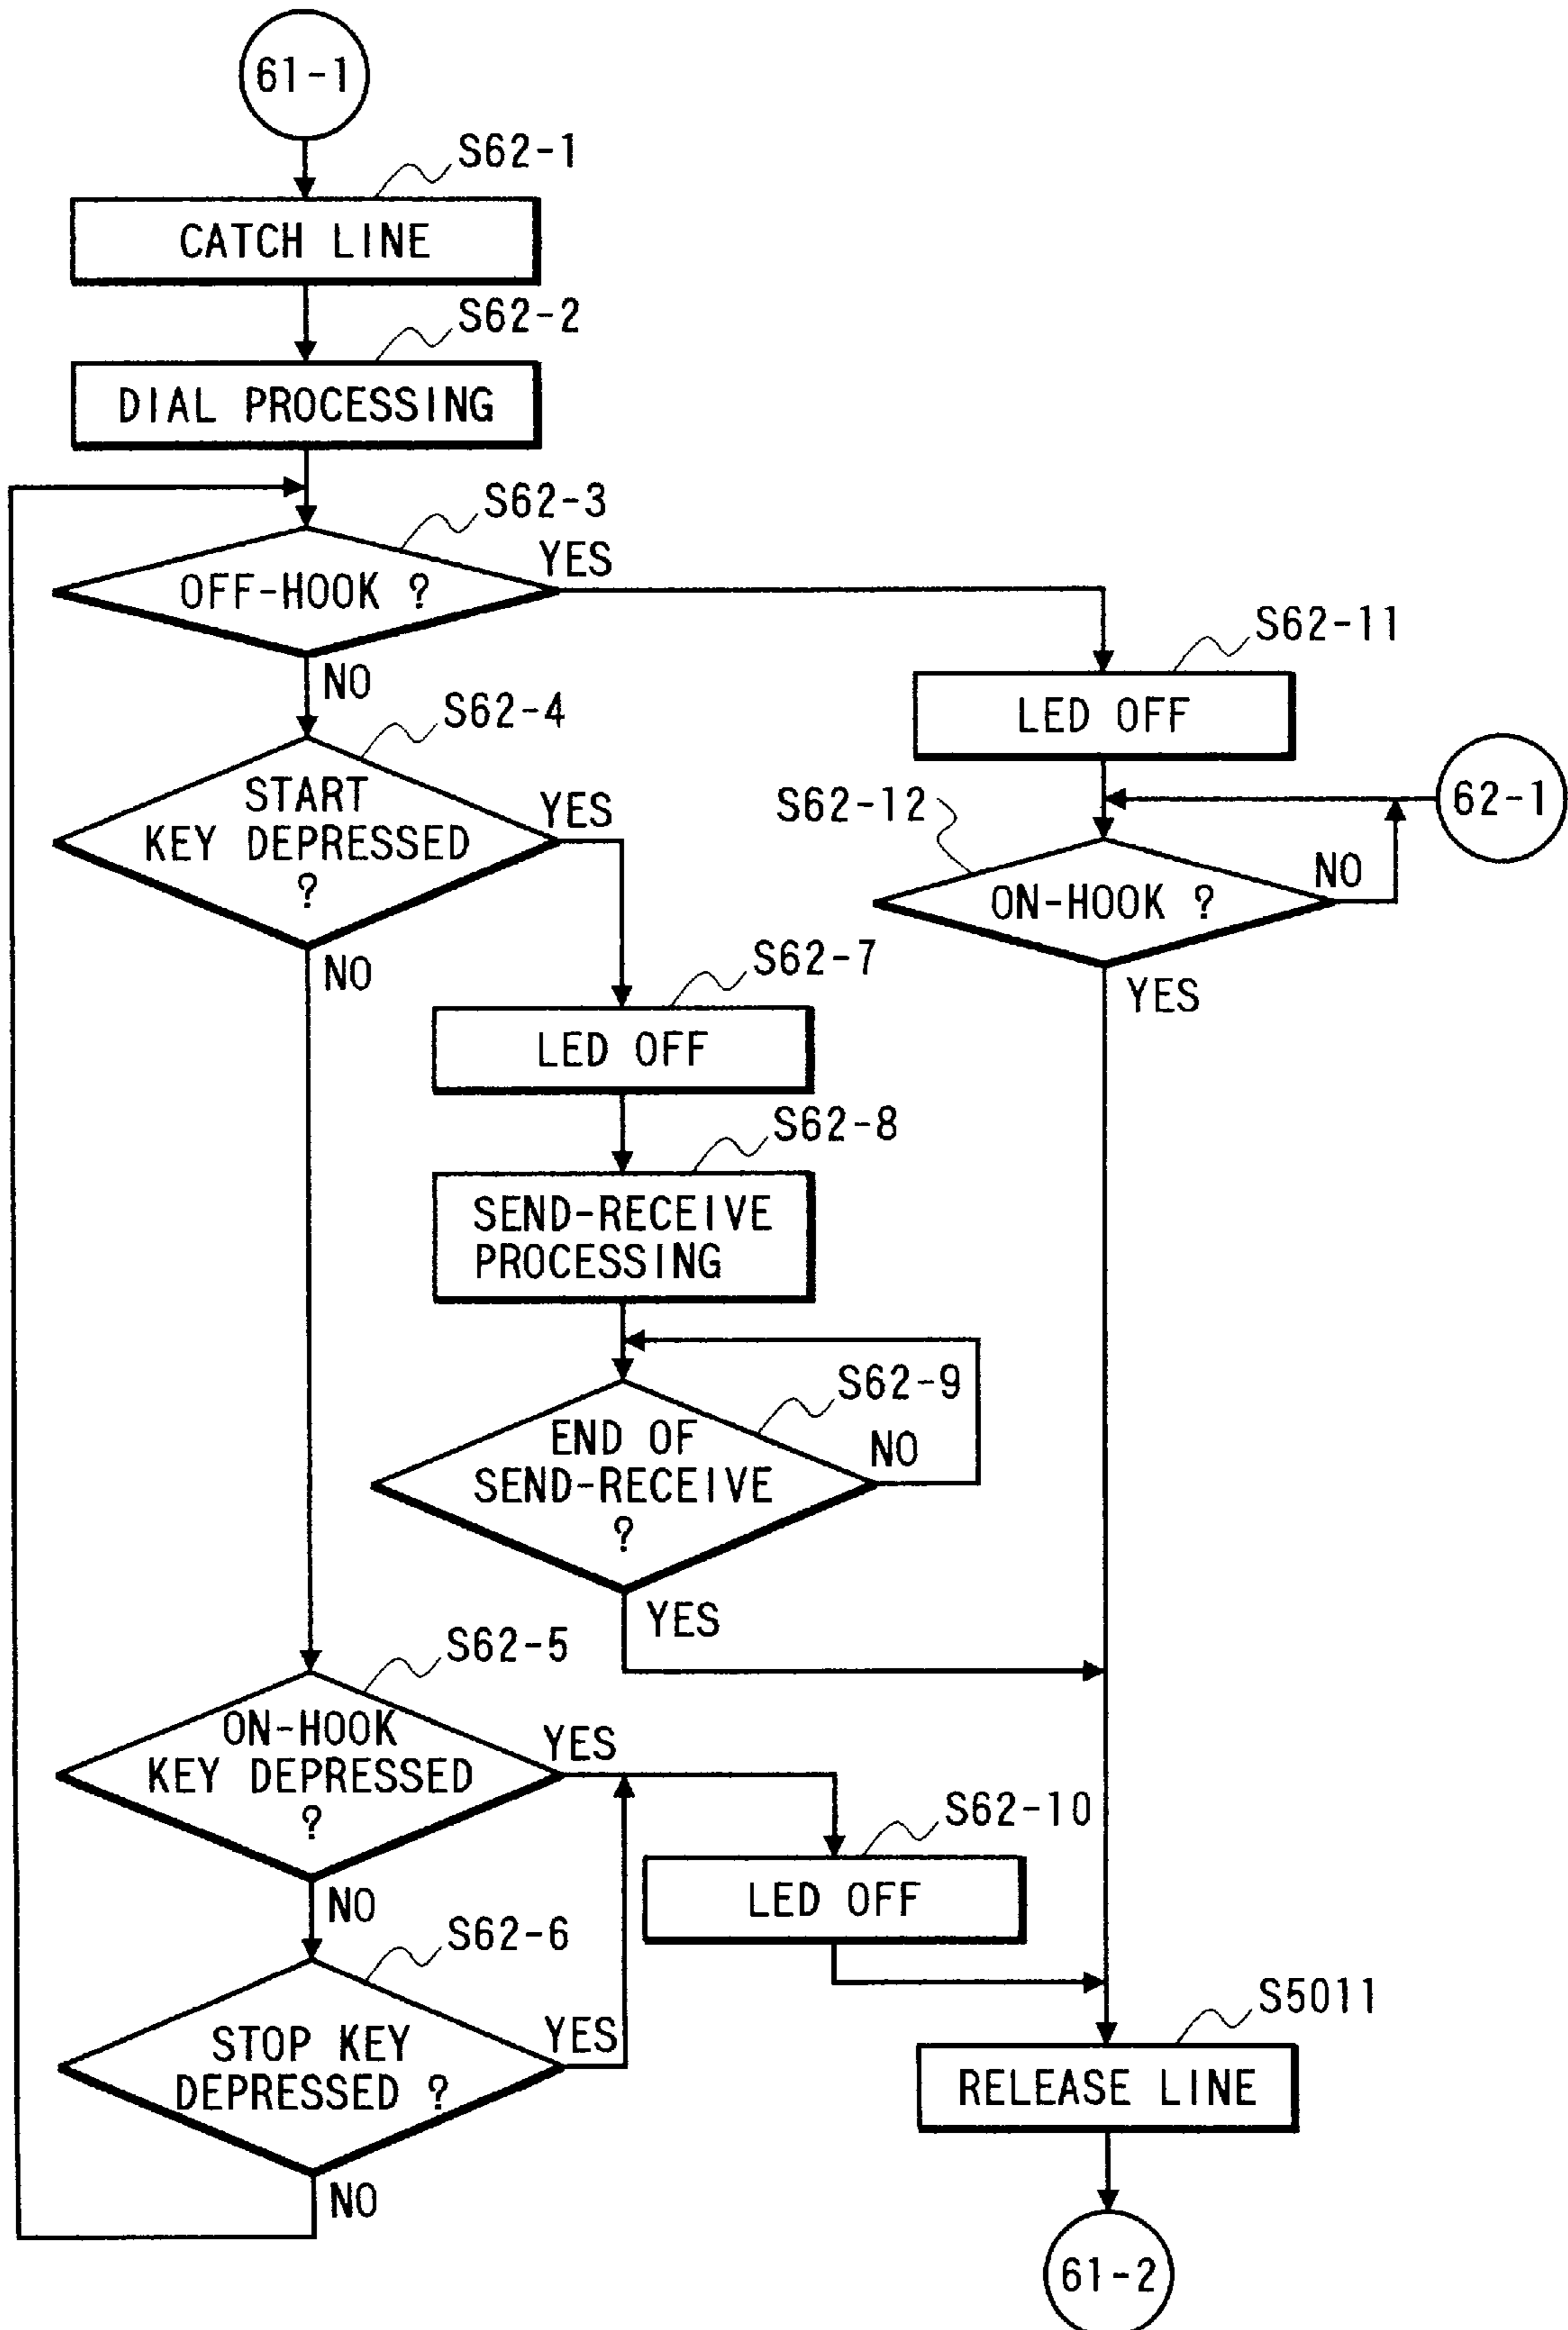 61-1
S62-1
CATCH LINE
S62-2
DIAL PROCESSING
S62-3
OFF-HOOK ?
YES
NO
S62-11
LED OFF
S62-4
START
KEY DEPRESSED
?
YES
NO
62-1
S62-12
ON-HOOK ?
NO
YES
S62-7
LED OFF
S62-8
SEND-RECEIVE
PROCESSING
S62-9
END OF
SEND-RECEIVE
?
NO
YES
S62-5
ON-HOOK
KEY DEPRESSED
?
YES
NO
S62-10
LED OFF
S62-6
STOP KEY
DEPRESSED ?
YES
NO
S5011
RELEASE LINE
61-2